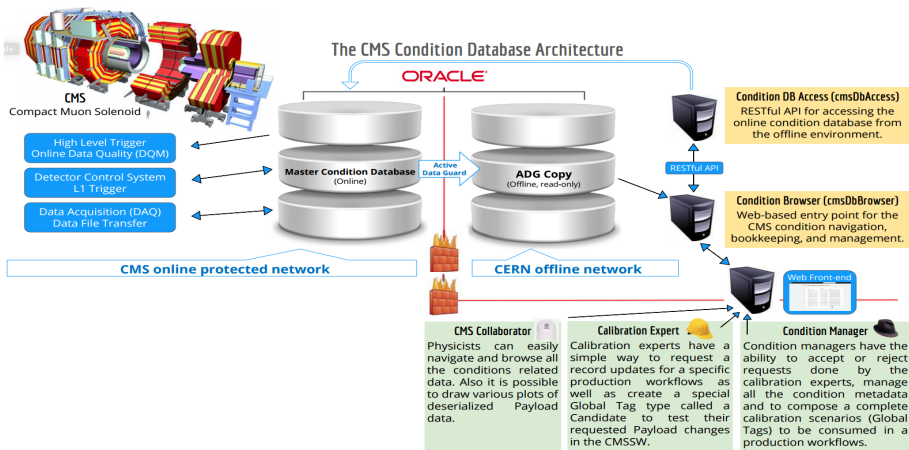 The CMS Condition Database Architecture
ORACLE®
CMS
Compact Muon Solenoid
High Level Trigger
Online Data Quality (DQM)
Detector Control System
L1 Trigger
Data Acquisition (DAQ)
Data File Transfer
Master Condition Database
(Online)
Active
Data Guard
ADG Copy
(Offline, read-only)
CMS online protected network
CERN offline network
RESTful API
Condition DB Access (cmsDbAccess)
RESTful API for accessing the
online condition database from
the offline environment.
Condition Browser (cmsDbBrowser)
Web-based entry point for the
CMS condition navigation,
bookkeeping, and management.
Web Front-end
CMS Collaborator
Physicists can easily
navigate and browse all
the conditions related
data. Also it is possible
to draw various plots of
deserialized Payload
data.
Calibration Expert
Calibration experts have a
simple way to request a
record updates for a specific
production workflows as
well as create a special
Global Tag type called a
Candidate to test their
requested Payload changes
in the CMSSW.
Condition Manager
Condition managers have the
ability to accept or reject
requests done by the
calibration experts, manage
all the condition metadata
and to compose a complete
calibration scenarios (Global
Tags) to be consumed in a
production workflows.